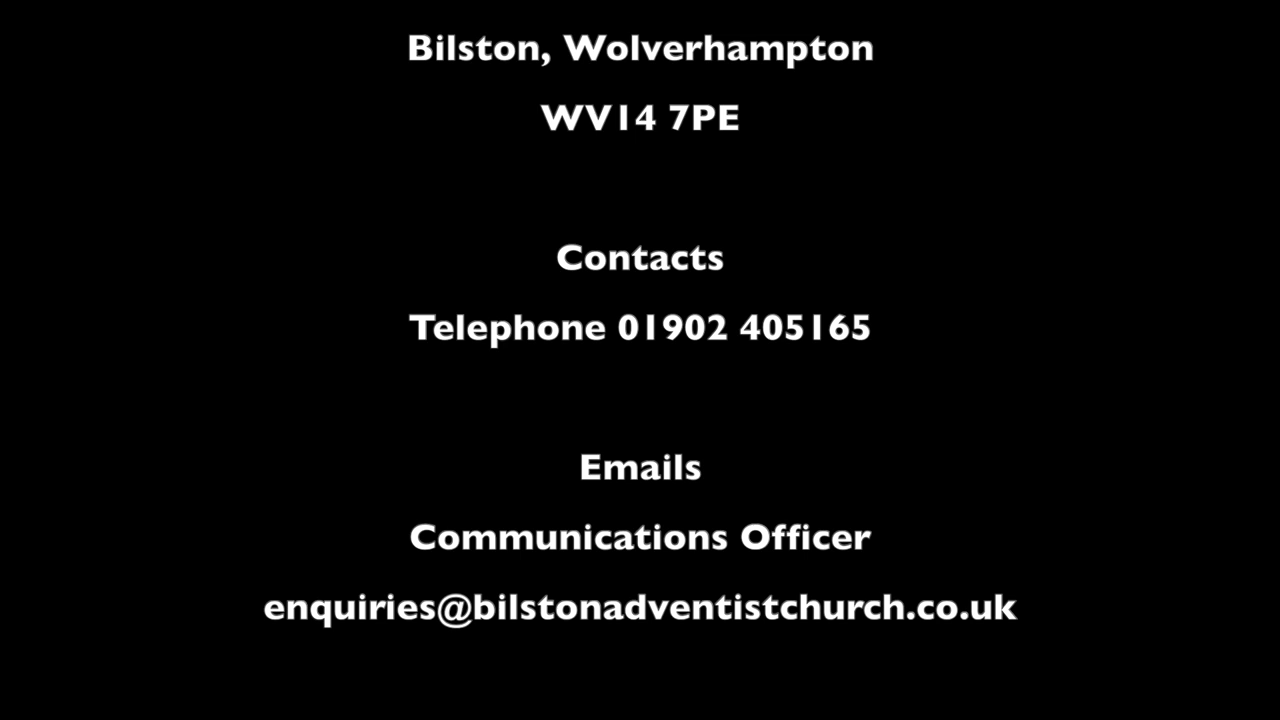 Bilston, Wolverhampton
WV14 7PE
Contacts
Telephone 01902 405165
Emails
Communications Officer
enquiries@bilstonadventistchurch.co.uk